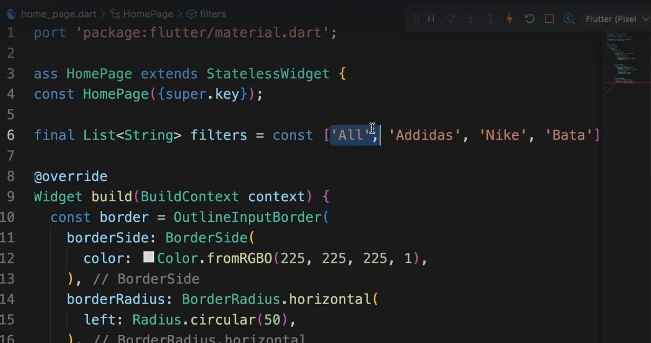 home_page.dart > HomePage > filters
Flutter (Pixel
1 port 'package:flutter/material.dart';
2
3 ass HomePage extends StatelessWidget {
4 const HomePage({super.key});
5
6 final List<String> filters = const ['All', 'Addidas', 'Nike', 'Bata']
7
8 @override
9 Widget build(BuildContext context) {
10 const border = OutlineInputBorder(
11 borderSide: BorderSide(
12 color: Color.fromRGBO(225, 225, 225, 1),
13 ), // BorderSide
14 borderRadius: BorderRadius.horizontal(
15 left: Radius.circular(50),
16 ), // BorderRadius.horizontal